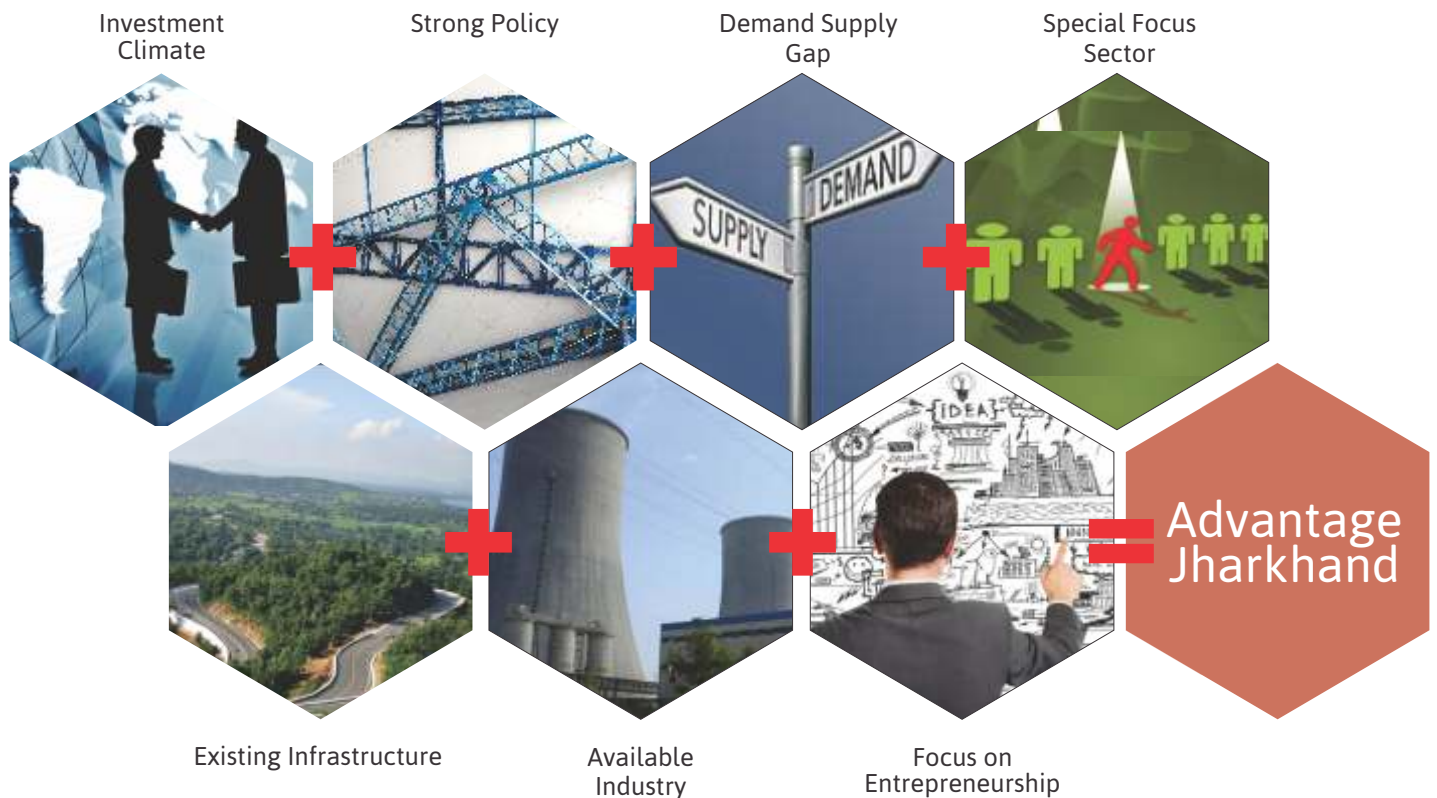 Investment
Climate
Strong Policy
Demand Supply
Gap
Special Focus
Sector
SUPPLY
DEMAND
{IDEA}
Advantage
Jharkhand
Existing Infrastructure
Available
Industry
Focus on
Entrepreneurship